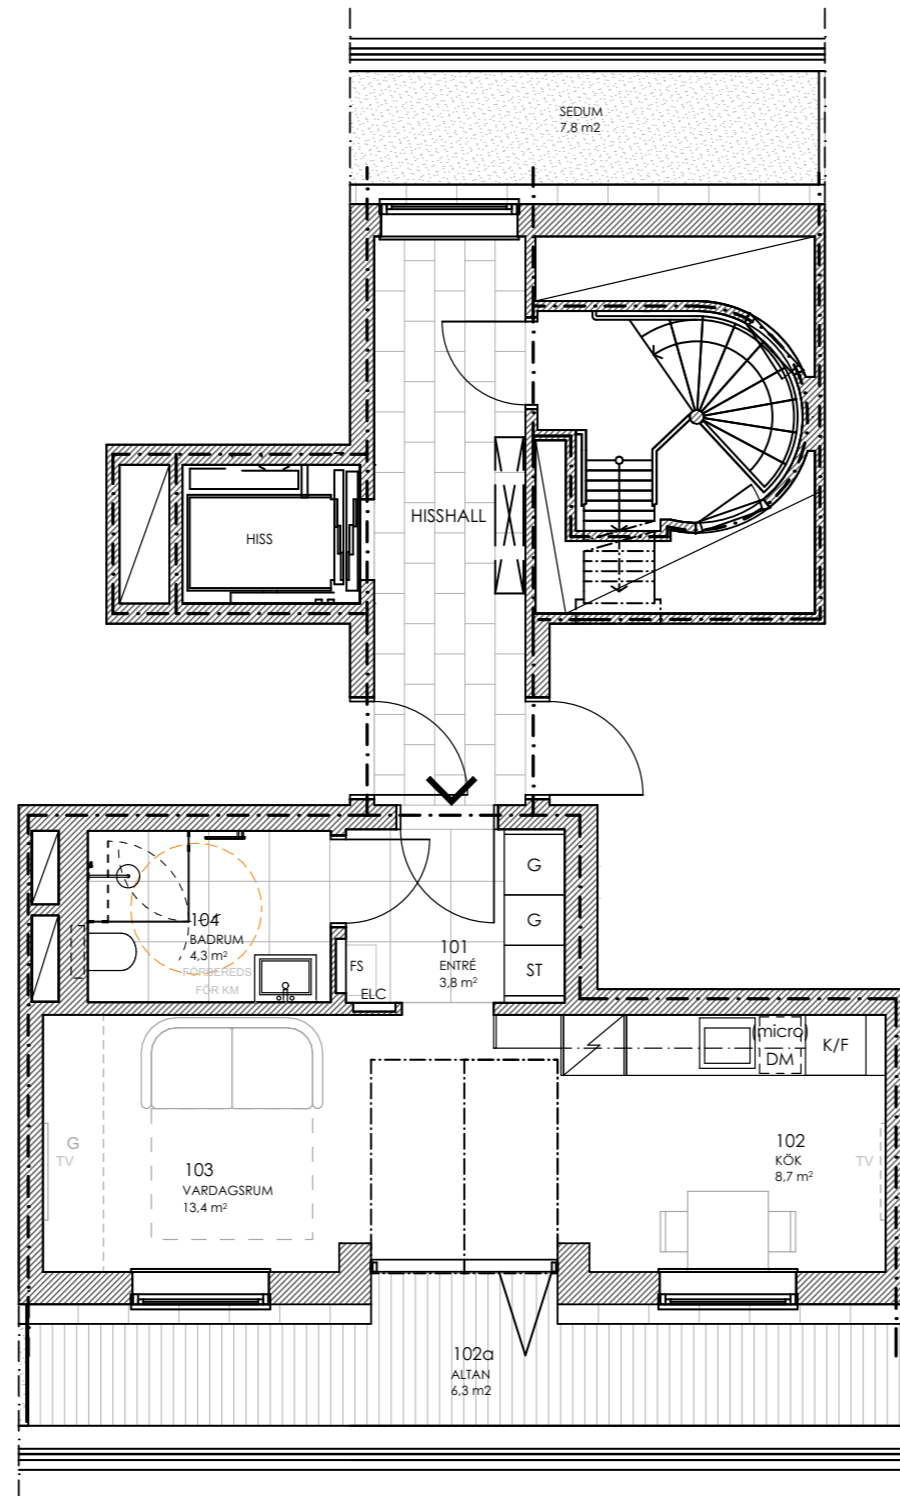 SEDUM
7,8 m2
HISSHALL
HISS
G
G
ST
104
BADRUM
4,3 m²
FÖRBEREDS
FÖR KM
101
ENTRÉ
3,8 m²
FS
ELC
(micro)
DM
K/F
G
TV
103
VARDAGSRUM
13,4 m²
102
KÖK
8,7 m²
TV
102a
ALTAN
6,3 m2